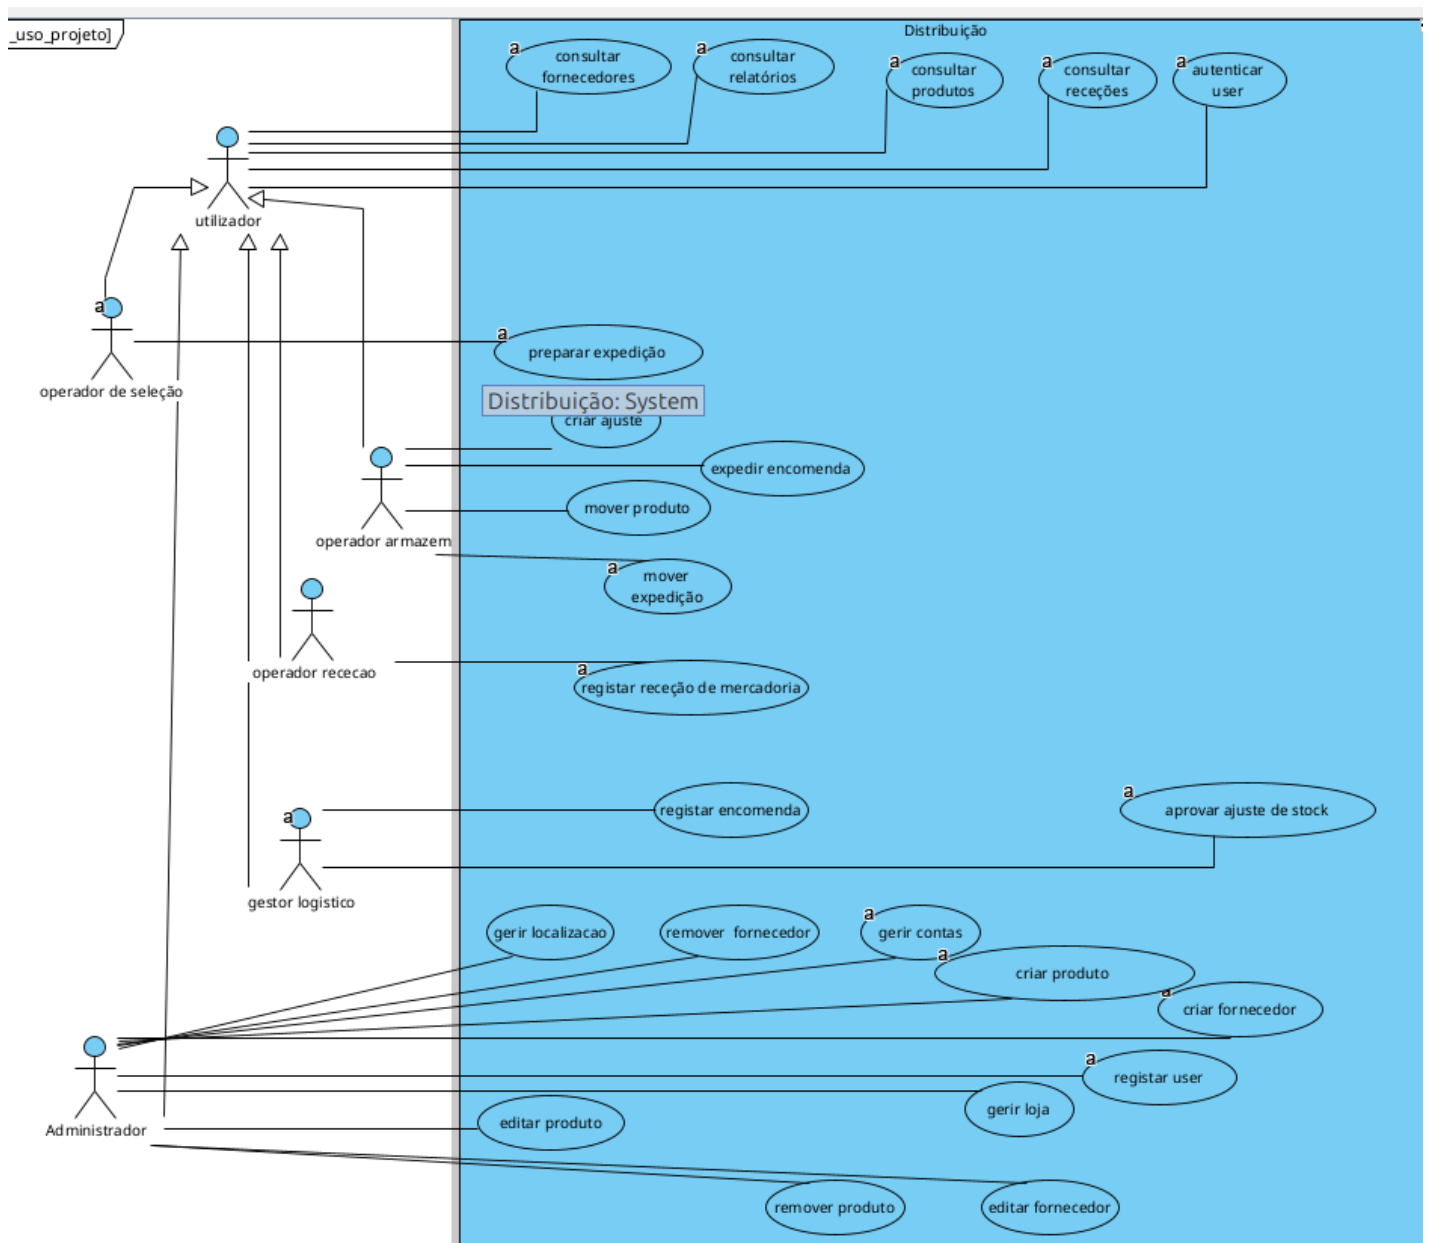 _uso_projeto]
Distribuição
a
consultar
fornecedores
a
consultar
relatórios
a
consultar
produtos
a
consultar
receções
a
autenticar
user
utilizador
a
operador de seleção
a
preparar expedição
Distribuição: System
criar ajuste
expedir encomenda
mover produto
operador armazem
a
mover
expedição
operador rececao
a
registar receção de mercadoria
registar encomenda
a
aprovar ajuste de stock
a
gestor logistico
gerir localizacao
remover fornecedor
a
gerir contas
a
criar produto
a
criar fornecedor
a
registar user
gerir loja
Administrador
editar produto
remover produto
editar fornecedor